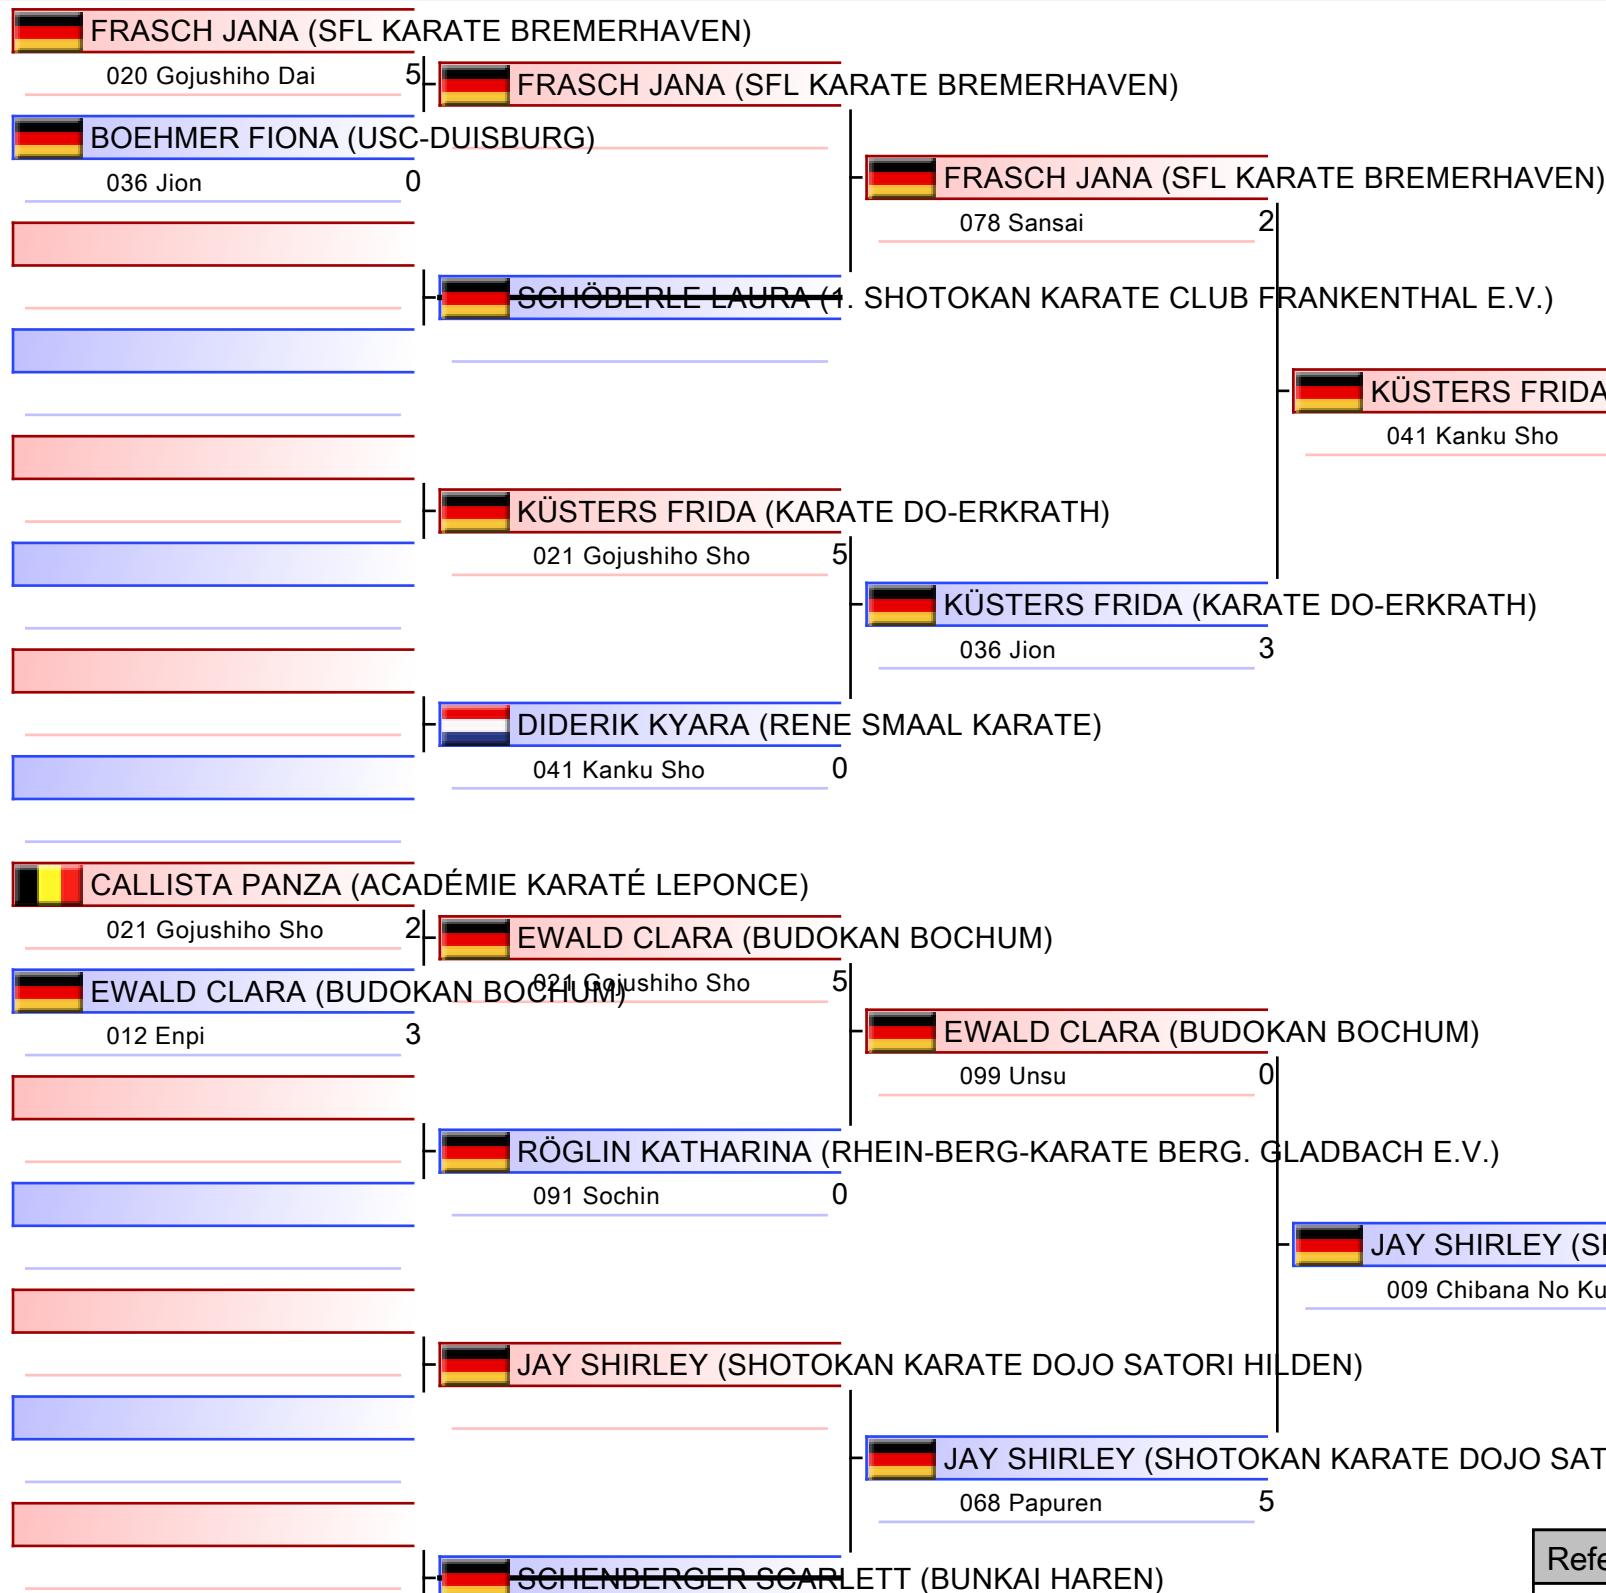 FRASCH JANA (SFL KARATE BREMERHAVEN)
020 Gojushiho Dai 5
FRASCH JANA (SFL KARATE BREMERHAVEN)
BOEHMER FIONA (USC-DUISBURG)
036 Jion 0
FRASCH JANA (SFL KARATE BREMERHAVEN)
078 Sansai 2
SCHÖBERLE LAURA (1. SHOTOKAN KARATE CLUB FRANKENTHAL E.V.)
KÜSTERS FRIDA
041 Kanku Sho
KÜSTERS FRIDA (KARATE DO-ERKRATH)
021 Gojushiho Sho 5
KÜSTERS FRIDA (KARATE DO-ERKRATH)
036 Jion 3
DIDERIK KYARA (RENE SMAAL KARATE)
041 Kanku Sho 0
CALLISTA PANZA (ACADÉMIE KARATÉ LEPONCE)
021 Gojushiho Sho 2
EWALD CLARA (BUDOKAN BOCHUM)
021 Gojushiho Sho 5
EWALD CLARA (BUDOKAN BOCHUM)
012 Enpi 3
EWALD CLARA (BUDOKAN BOCHUM)
099 Unsu 0
RÖGLIN KATHARINA (RHEIN-BERG-KARATE BERG. GLADBACH E.V.)
091 Sochin 0
JAY SHIRLEY (S
009 Chibana No Ku
JAY SHIRLEY (SHOTOKAN KARATE DOJO SATORI HILDEN)
JAY SHIRLEY (SHOTOKAN KARATE DOJO SAT
068 Papuren 5
Refe
SCHENBERGER SCARLETT (BUNKAI HAREN)